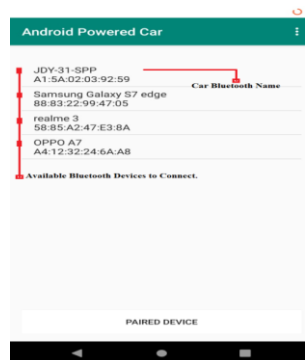 Android Powered Car
JDY-31-SPP
A1:5A:02:03:92:59
Car Bluetooth Name
Samsung Galaxy S7 edge
88:83:22:99:47:05
realme 3
58:85:A2:47:E3:8A
OPPO A7
A4:12:32:24:6A:A8
Available Bluetooth Devices to Connect.
PAIRED DEVICE